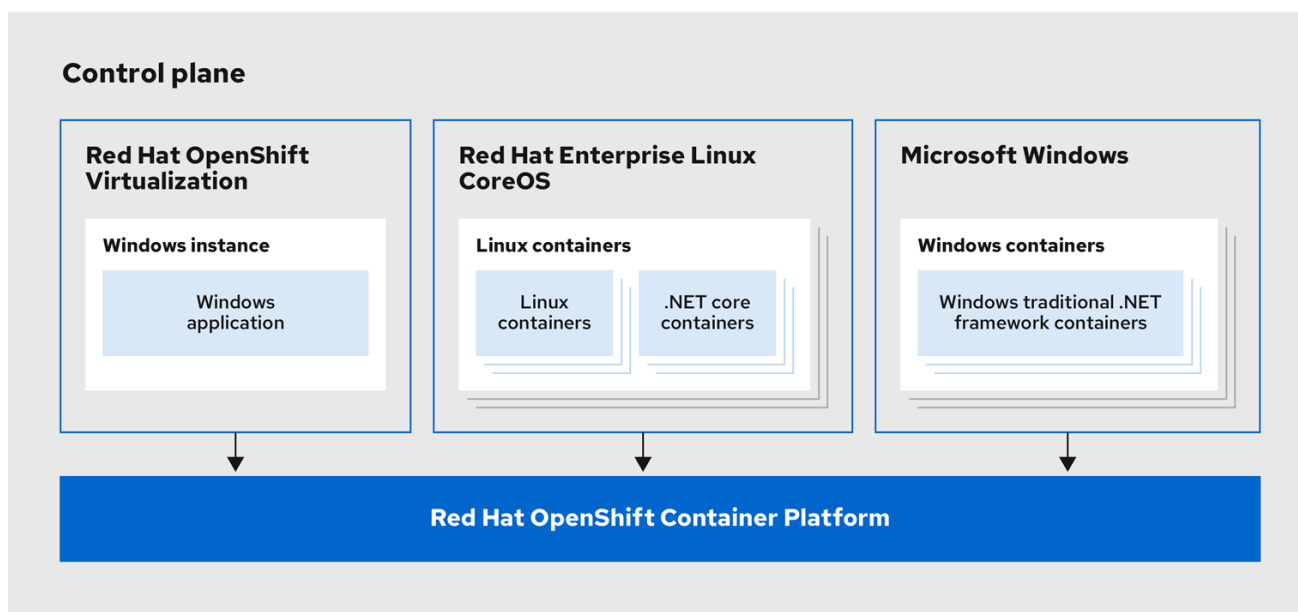 Control plane
Red Hat OpenShift
Virtualization
Windows instance
Windows
application
Red Hat Enterprise Linux
CoreOS
Linux containers
Linux
containers
.NET core
containers
Microsoft Windows
Windows containers
Windows traditional .NET
framework containers
Red Hat OpenShift Container Platform